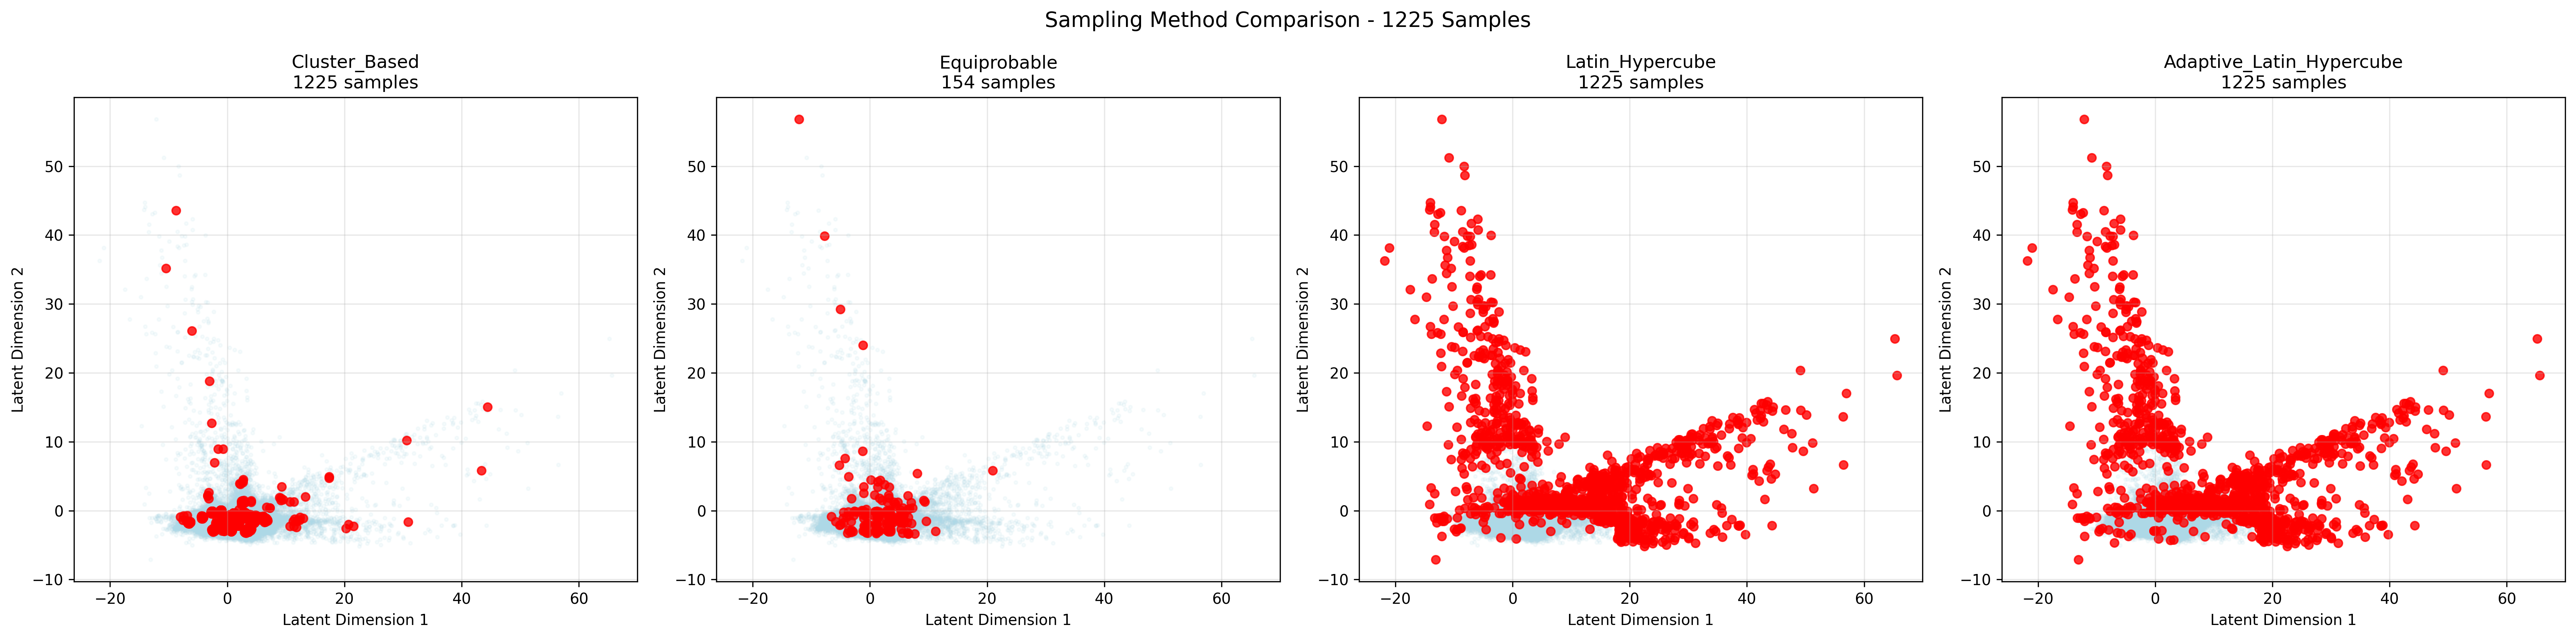 Sampling Method Comparison - 1225 Samples
Cluster_Based
1225 samples
50
40
30
20
10
0
−10
−20
0
20
40
60
Latent Dimension 2
Latent Dimension 1
Equiprobable
154 samples
50
40
30
20
10
0
−10
−20
0
20
40
60
Latent Dimension 2
Latent Dimension 1
Latin_Hypercube
1225 samples
50
40
30
20
10
0
−10
−20
0
20
40
60
Latent Dimension 2
Latent Dimension 1
Adaptive_Latin_Hypercube
1225 samples
50
40
30
20
10
0
−10
−20
0
20
40
60
Latent Dimension 2
Latent Dimension 1